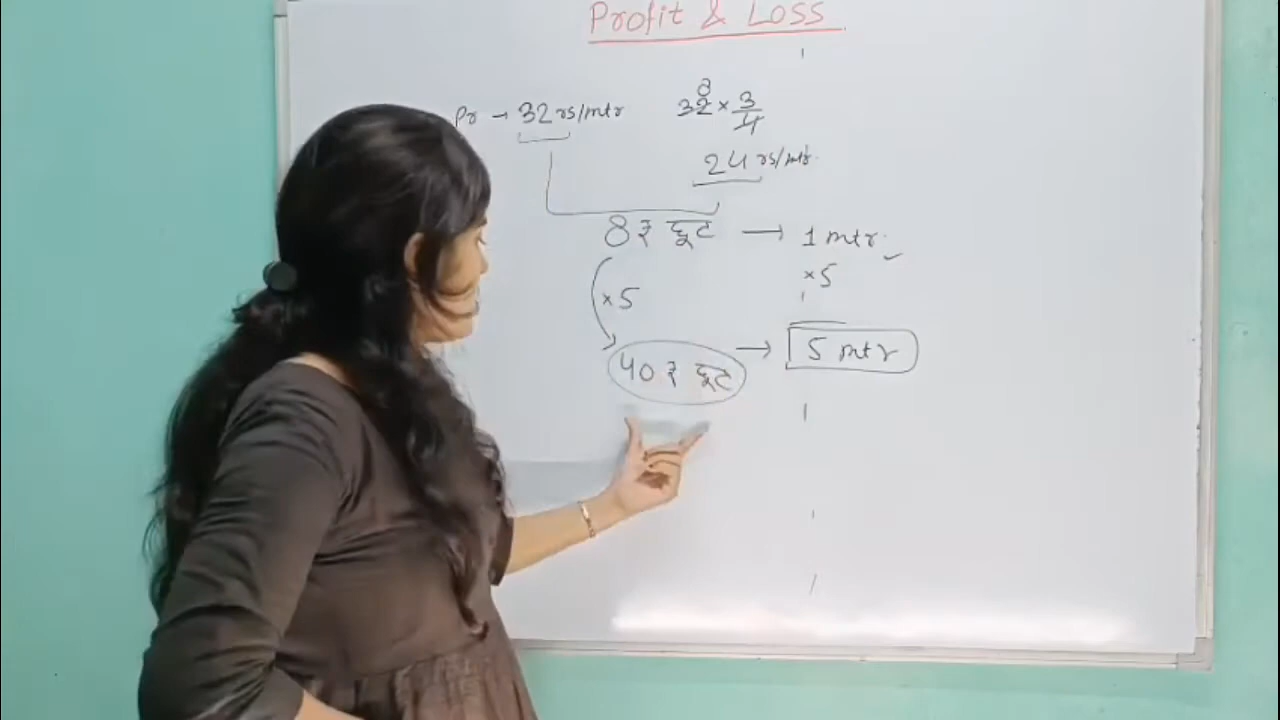 Profit & Loss
Pr → 32 rs/mtr
32 8 × 3/4
24 rs/mtr.
8 ₹ छूट → 1 mtr.
×5 ×5
40 ₹ छूट → 5 mtr